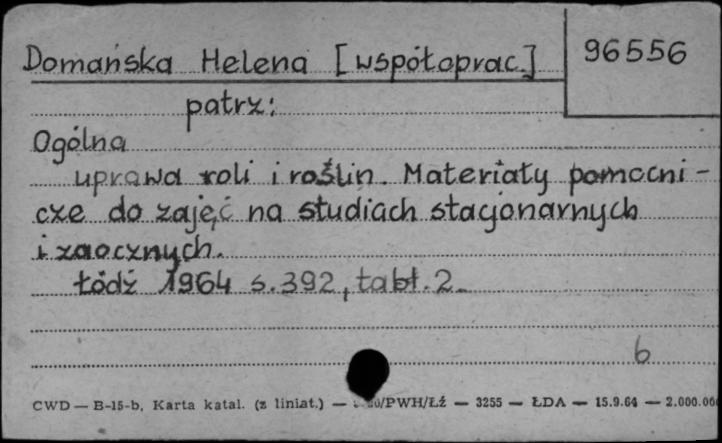 Domańska Helena [współoprac.] 96556
patrz:
Ogólna
uprawa roli i roślin. Materiały pomocni-
cze do zajęć na studiach stacjonarnych
i zaocznych.
Łódź 1964 s.392, tabl.2.
b
CWD — B-15-b, Karta katal. (z liniat.) — /PWH/Łź — 3255 — ŁDA — 15.9.64 — 2.000.00